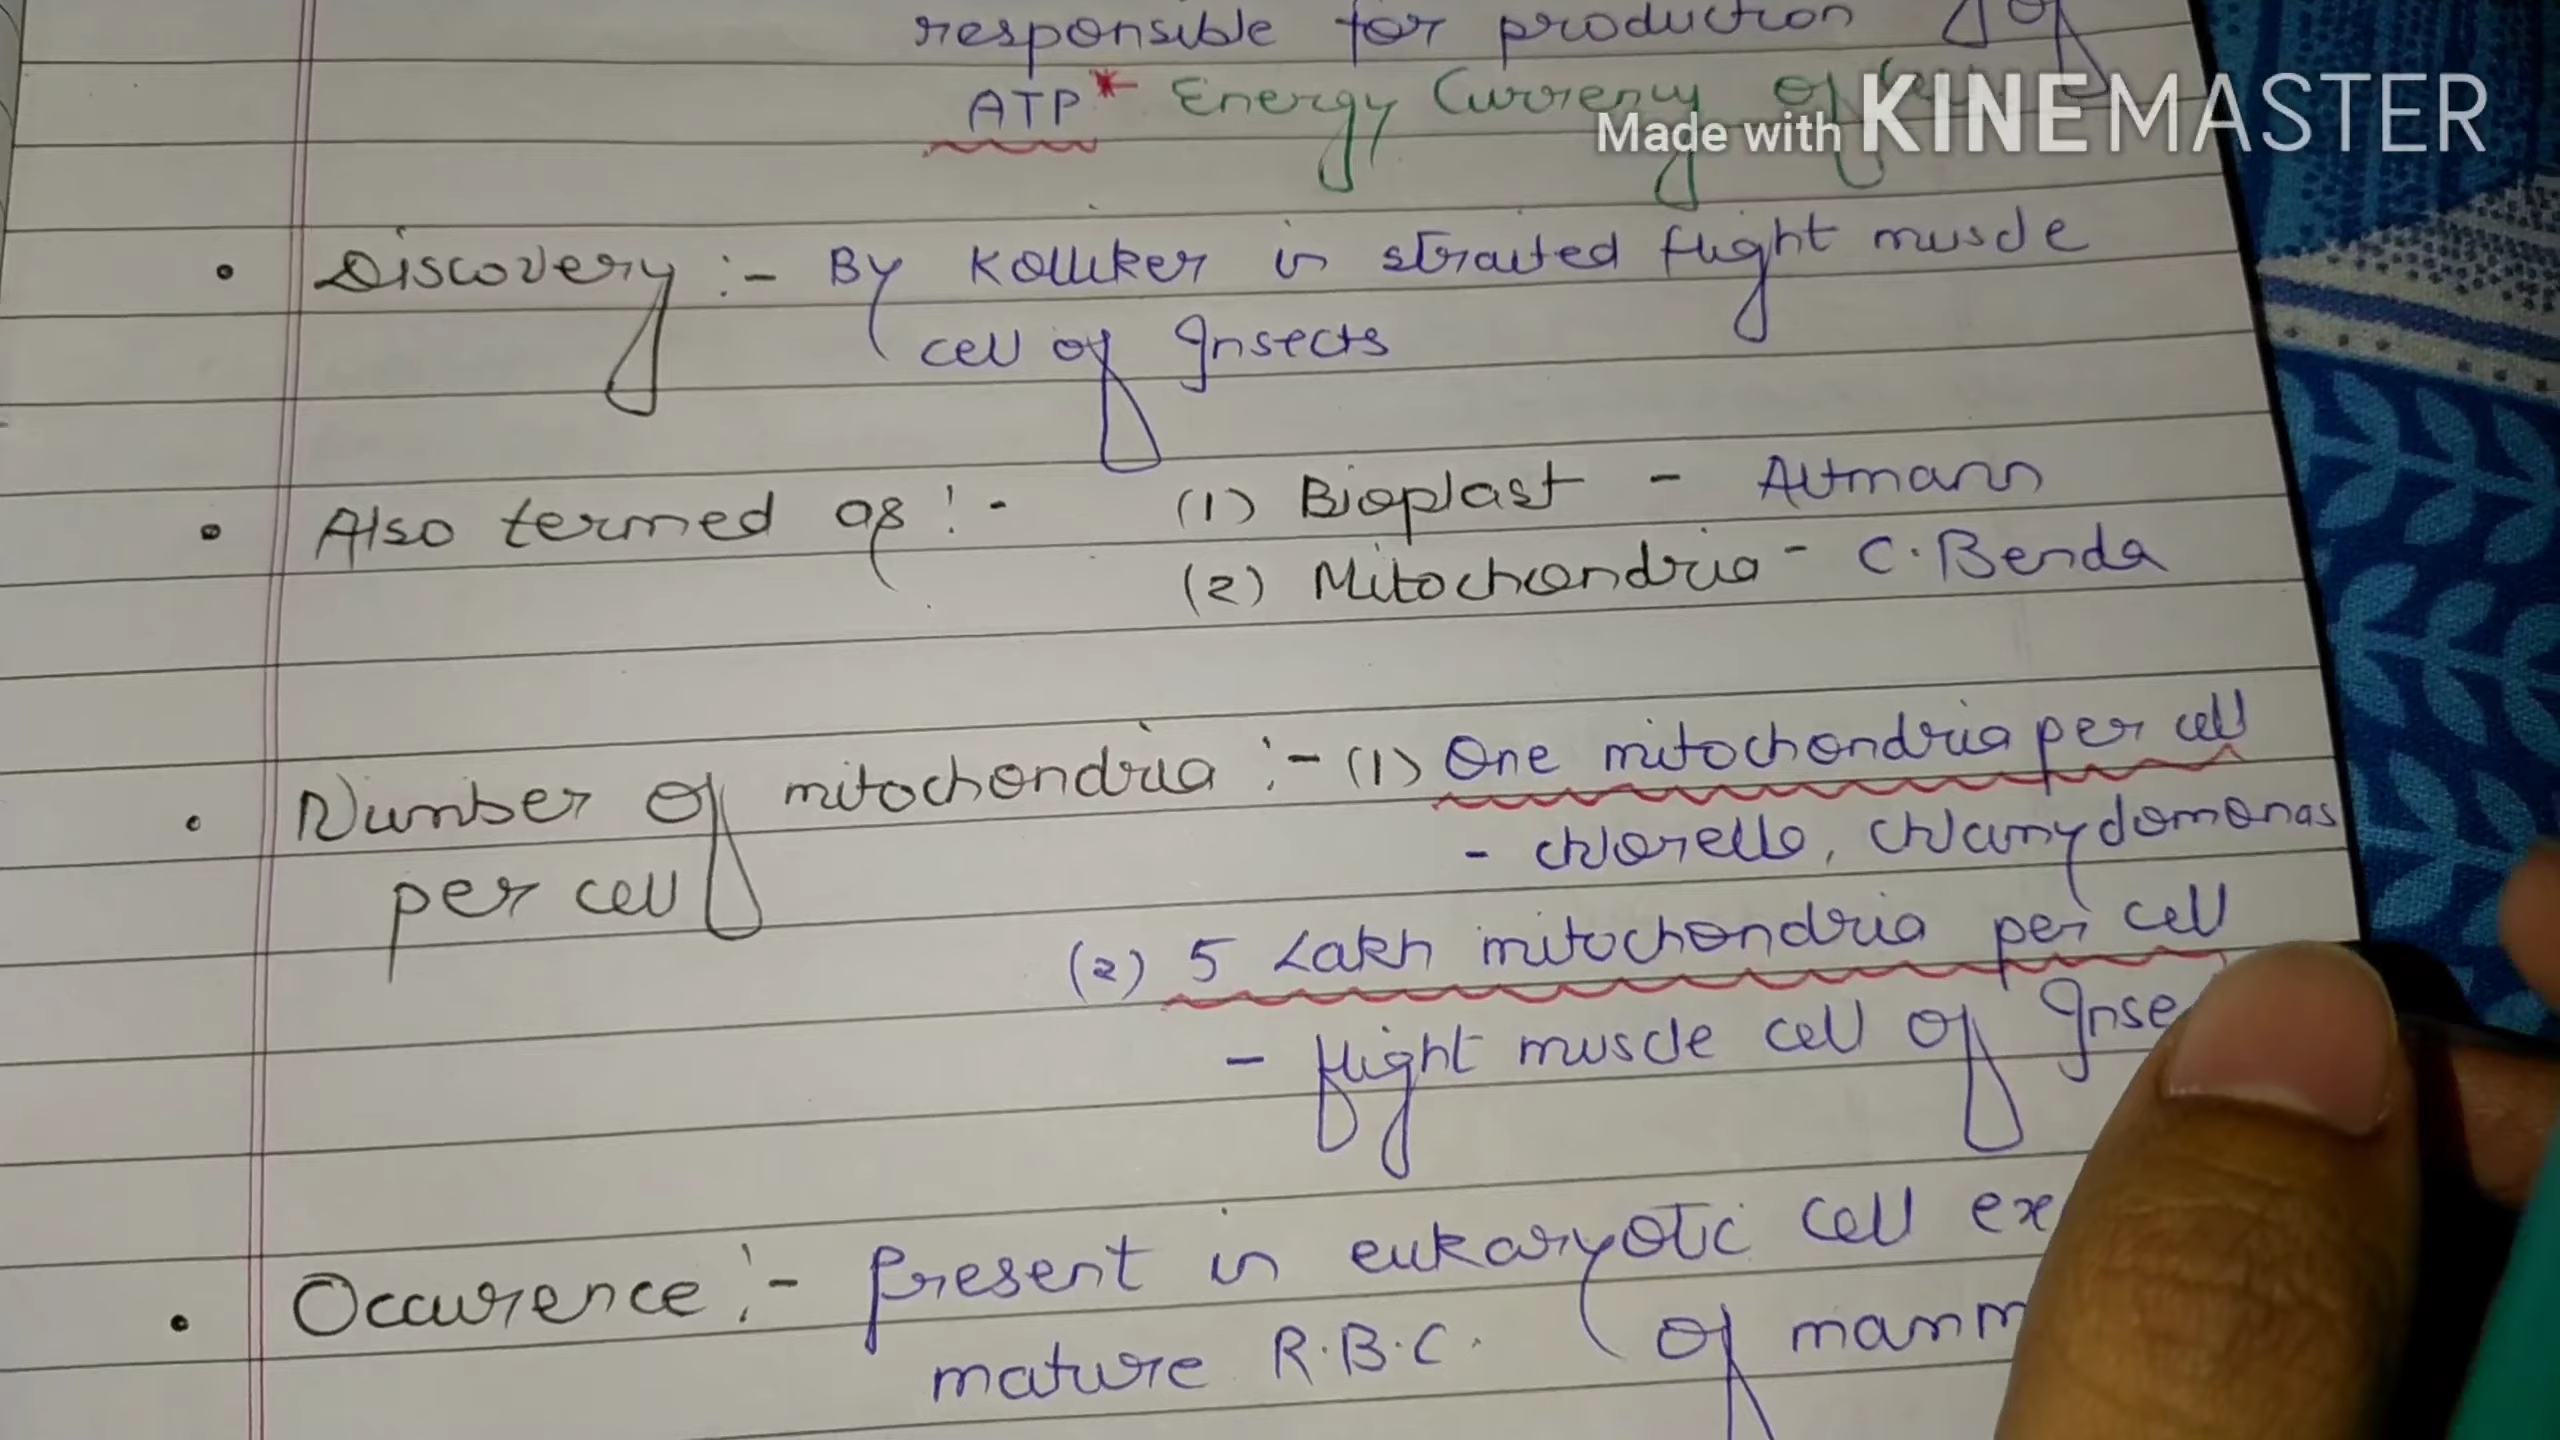 responsible for production of
ATP* Energy Currency of
Made with KINEMASTER
• Discovery :- By Kolliker in straited flight muscle
cell of Insects
• Also termed as :- (1) Bioplast - Altmann
(2) Mitochondria - C. Benda
• Number of mitochondria :- (1) One mitochondria per cell
per cell - chlorella, chlamydomonas
(2) 5 Lakh mitochondria per cell
- flight muscle cell of Inse
• Occurence :- Present in eukaryotic cell ex
mature R.B.C. of mamm